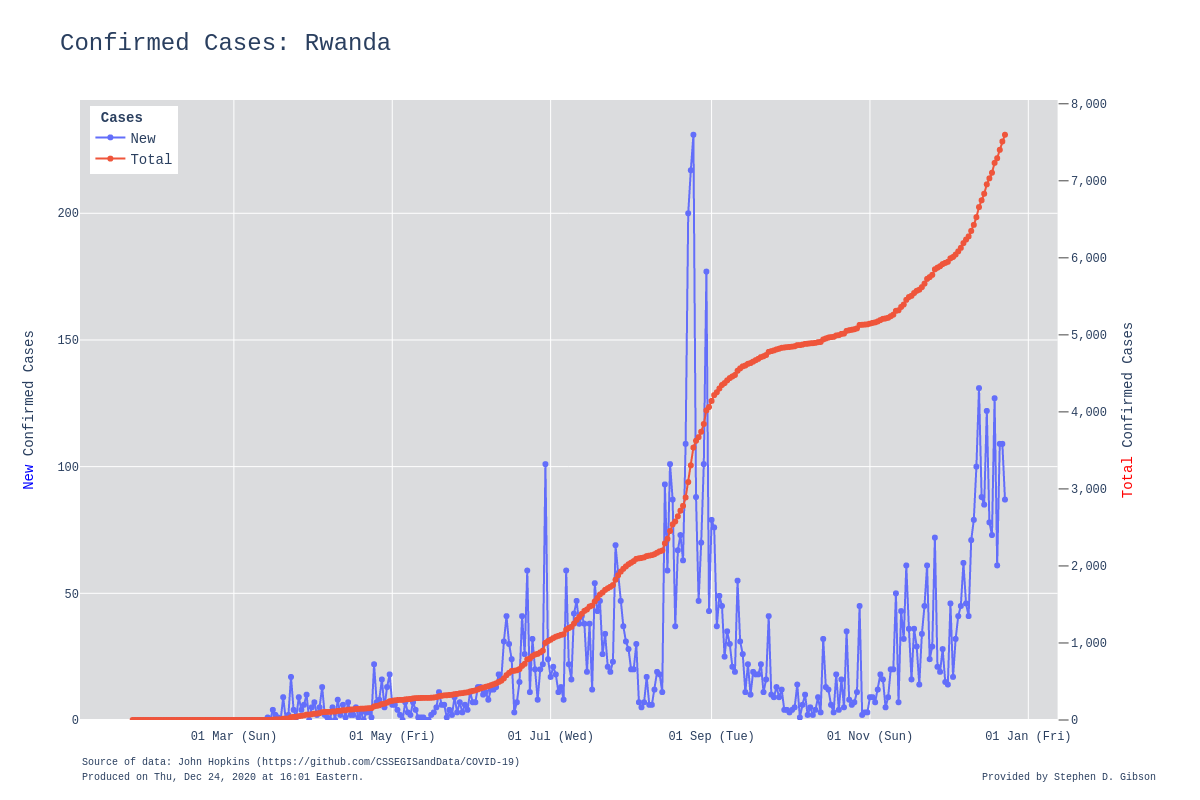 Confirmed Cases: Rwanda
Cases
New
Total
200
150
100
50
0
8,000
7,000
6,000
5,000
4,000
3,000
2,000
1,000
0
New Confirmed Cases
Total Confirmed Cases
01 Mar (Sun) 01 May (Fri) 01 Jul (Wed) 01 Sep (Tue) 01 Nov (Sun) 01 Jan (Fri)
Source of data: John Hopkins (https://github.com/CSSEGISandData/COVID-19)
Produced on Thu, Dec 24, 2020 at 16:01 Eastern.
Provided by Stephen D. Gibson